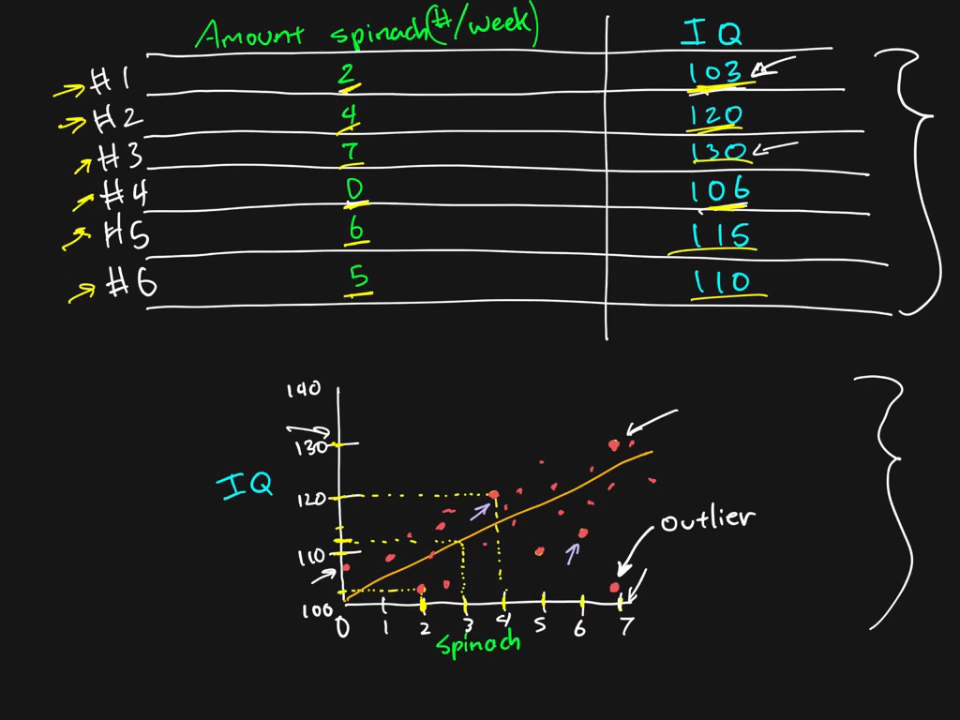 Amount spinach(#/week) IQ
#1 2 103
#2 4 120
#3 7 130
#4 0 106
#5 6 115
#6 5 110
140
130
IQ
120
Outlier
110
100
0 1 2 3 4 5 6 7
Spinach